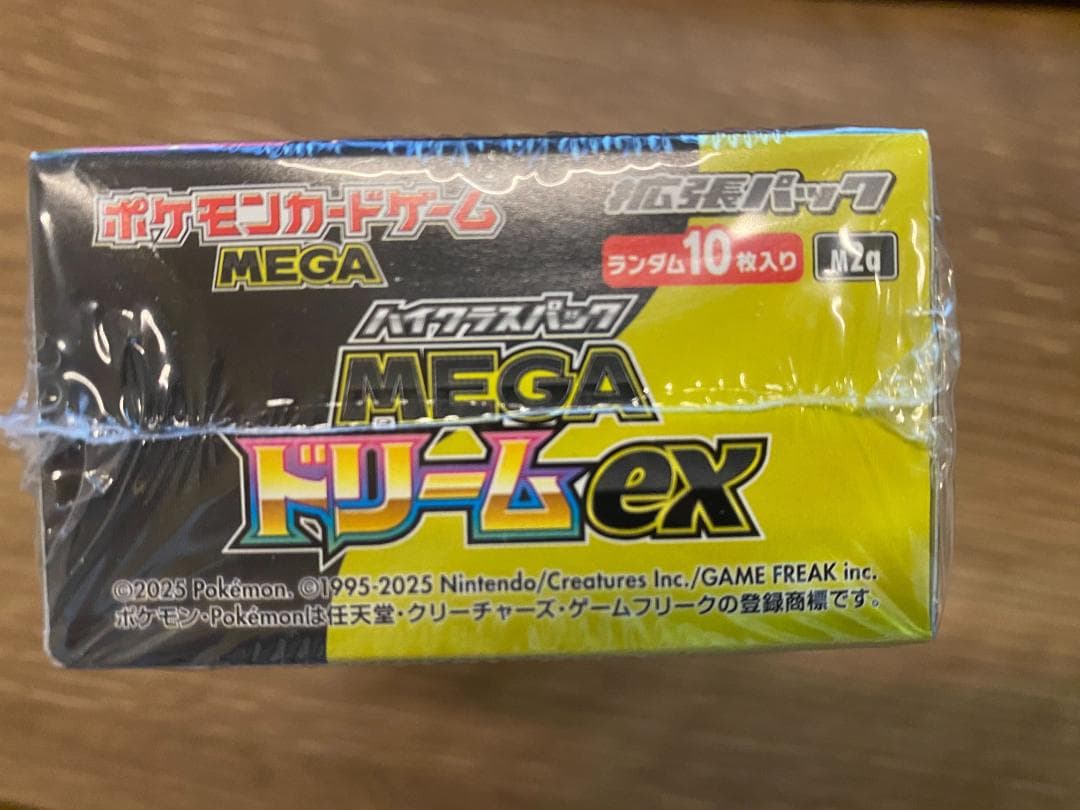 ポケモンカードゲーム
MEGA
拡張パック
ランダム10枚入り
M2a
ハイクラスパック
MEGA
ドリームex
©2025 Pokémon. ©1995-2025 Nintendo/Creatures Inc./GAME FREAK inc.
ポケモン・Pokémonは任天堂・クリーチャーズ・ゲームフリークの登録商標です。